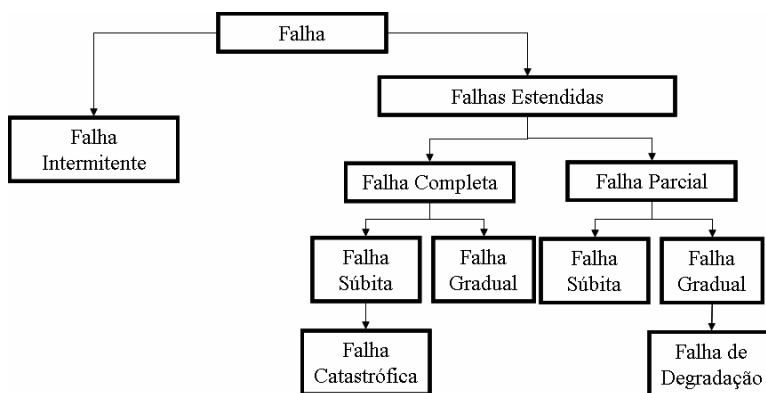 Falha
Falhas Estendidas
Falha
Intermitente
Falha Completa
Falha Parcial
Falha
Súbita
Falha
Gradual
Falha
Súbita
Falha
Gradual
Falha
Catastrófica
Falha de
Degradação